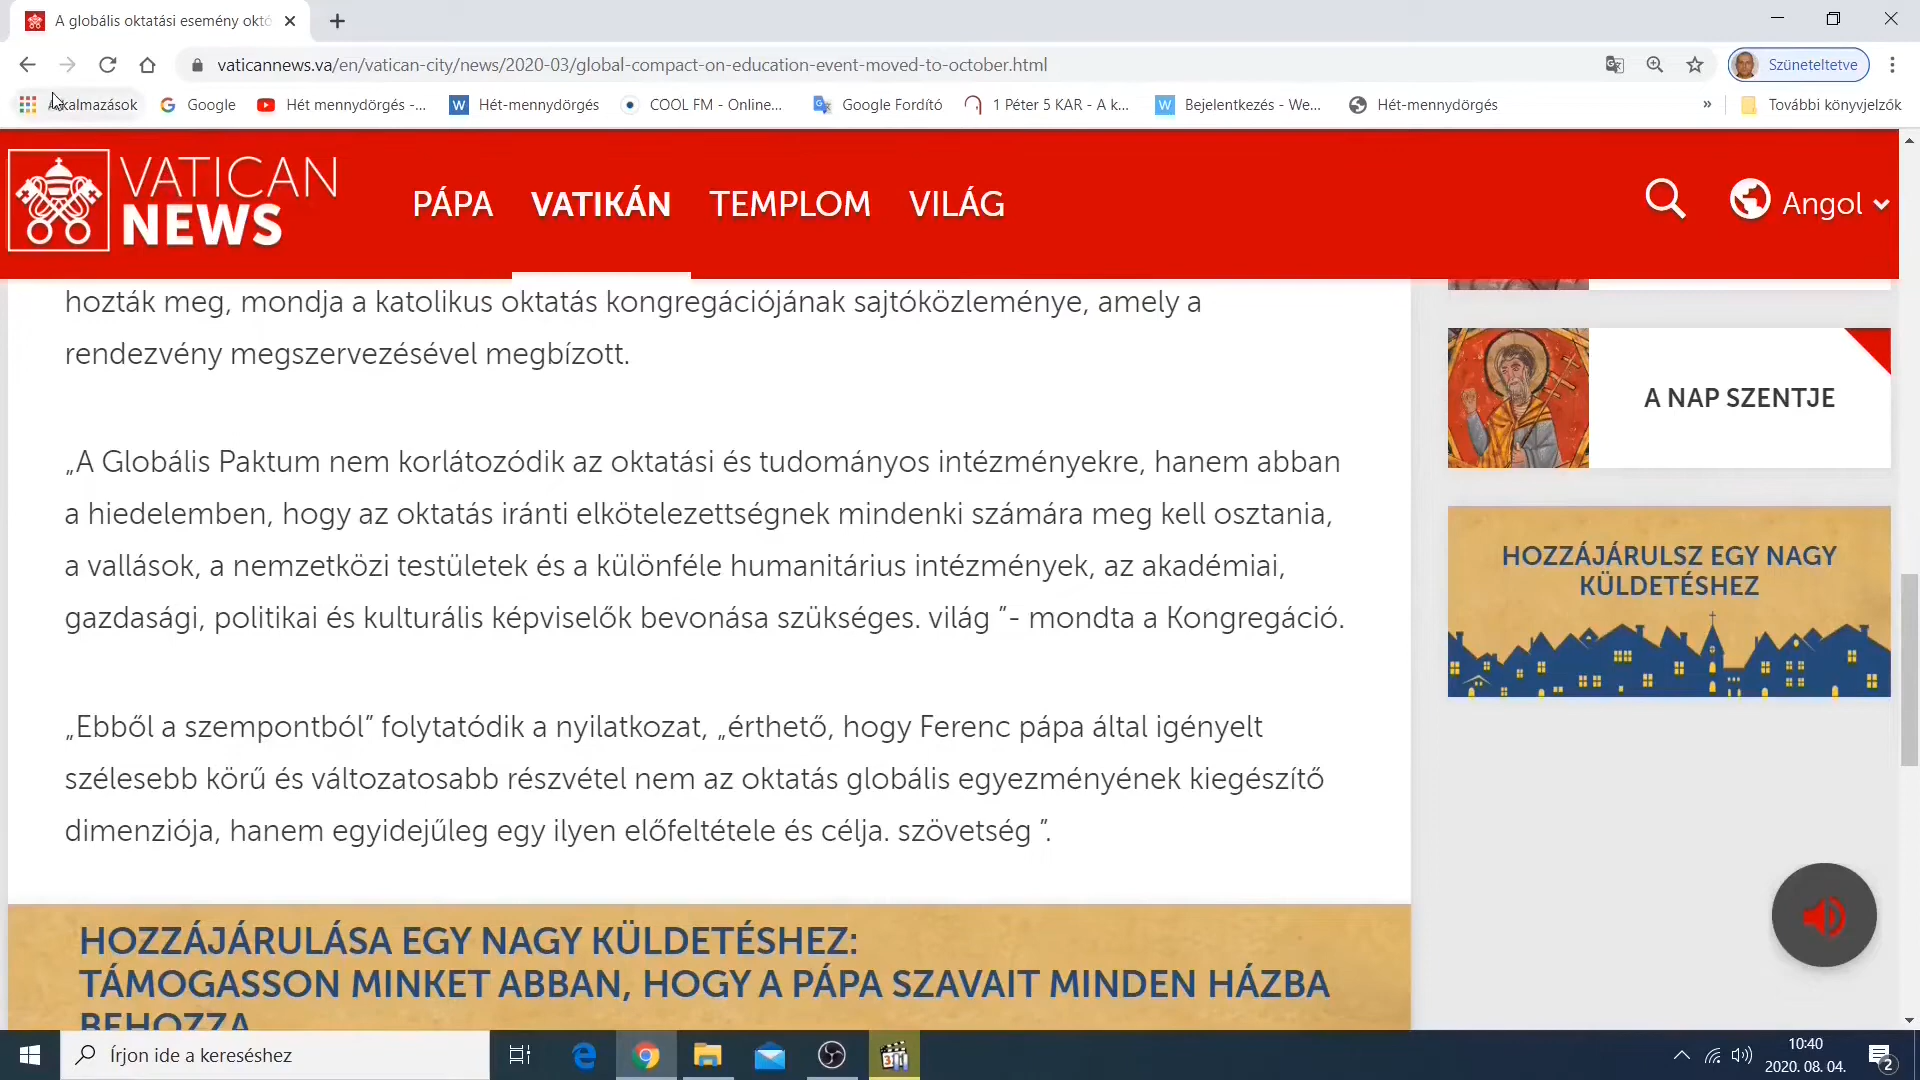 A globális oktatási esemény októ
vaticannews.va/en/vatican-city/news/2020-03/global-compact-on-education-event-moved-to-october.html
Szüneteltetve
Alkalmazások
Google
Hét mennydörgés -...
Hét-mennydörgés
COOL FM - Online...
Google Fordító
1 Péter 5 KAR - A k...
Bejelentkezés - We...
Hét-mennydörgés
»
További könyvjelzők
VATICAN
NEWS
PÁPA
VATIKÁN
TEMPLOM
VILÁG
Angol
hozták meg, mondja a katolikus oktatás kongregációjának sajtóközleménye, amely a
rendezvény megszervezésével megbízott.
„A Globális Paktum nem korlátozódik az oktatási és tudományos intézményekre, hanem abban
a hiedelemben, hogy az oktatás iránti elkötelezettségnek mindenki számára meg kell osztania,
a vallások, a nemzetközi testületek és a különféle humanitárius intézmények, az akadémiai,
gazdasági, politikai és kulturális képviselők bevonása szükséges. világ ”- mondta a Kongregáció.
„Ebből a szempontból” folytatódik a nyilatkozat, „érthető, hogy Ferenc pápa által igényelt
szélesebb körű és változatosabb részvétel nem az oktatás globális egyezményének kiegészítő
dimenziója, hanem egyidejűleg egy ilyen előfeltétele és célja. szövetség ”.
HOZZÁJÁRULÁSA EGY NAGY KÜLDETÉSHEZ:
TÁMOGASSON MINKET ABBAN, HOGY A PÁPA SZAVAIT MINDEN HÁZBA
BEHOZZA
A NAP SZENTJE
HOZZÁJÁRULSZ EGY NAGY
KÜLDETÉSHEZ
Írjon ide a kereséshez
10:40
2020. 08. 04.
2